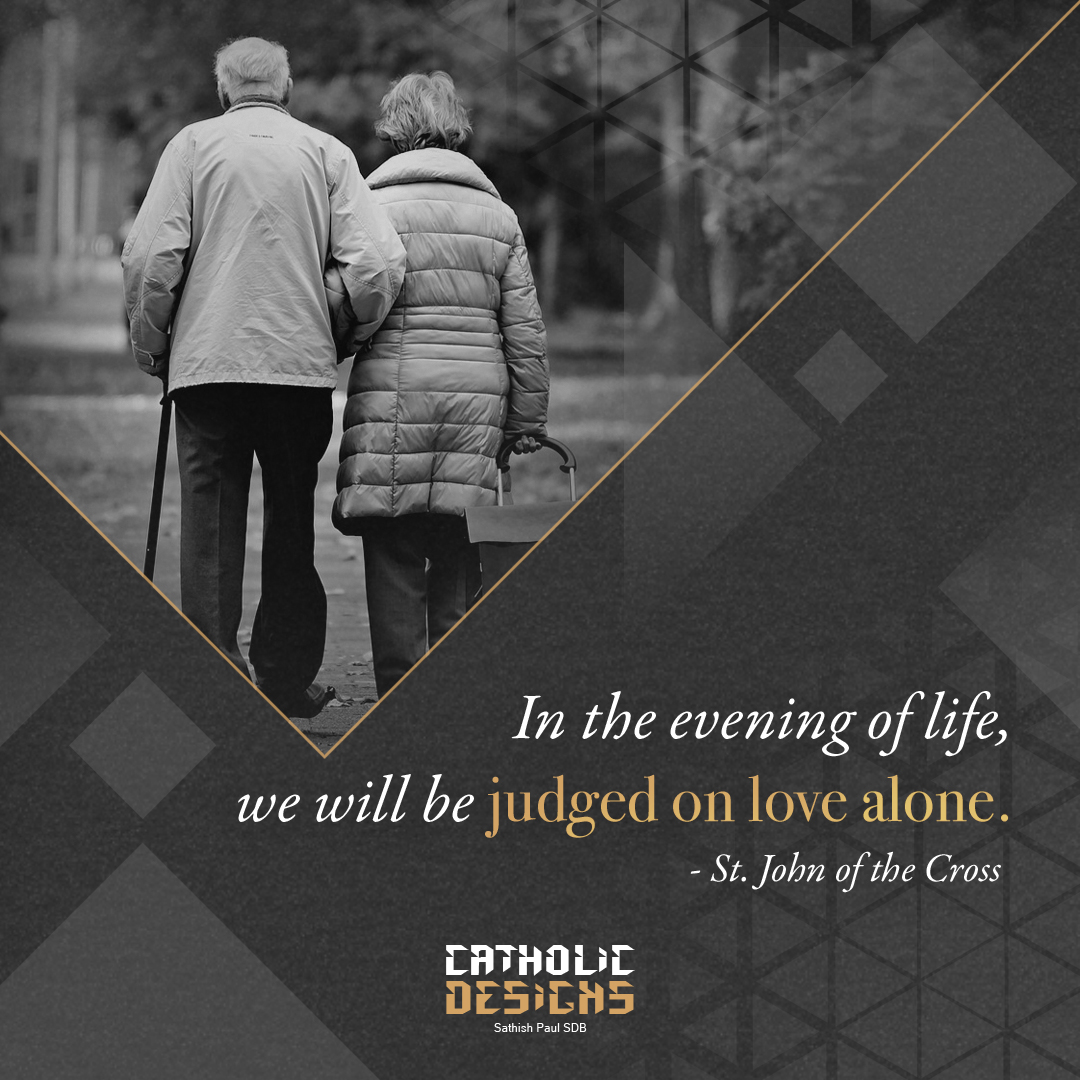 In the evening of life,
we will be judged on love alone.
- St. John of the Cross
CATHOLIC
DESIGNS
Sathish Paul SDB